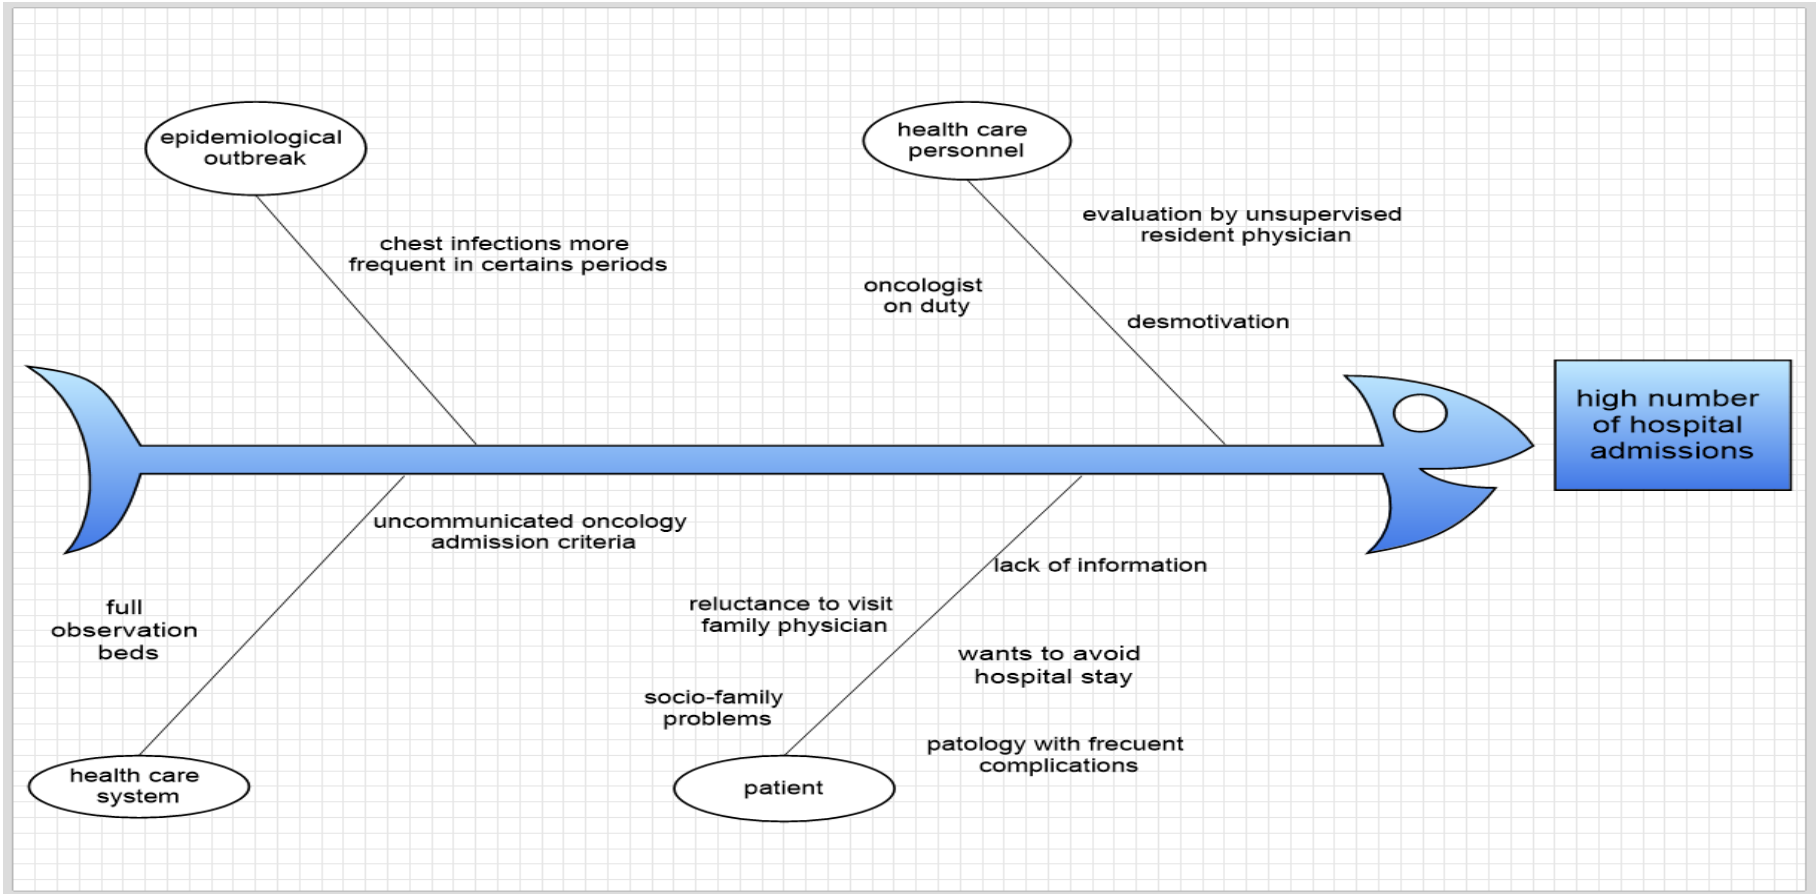 epidemiological
outbreak
health care
personnel
chest infections more
frequent in certains periods
evaluation by unsupervised
resident physician
oncologist
on duty
desmotivation
high number
of hospital
admissions
uncommunicated oncology
admission criteria
full
observation
beds
lack of information
reluctance to visit
family physician
wants to avoid
hospital stay
socio-family
problems
patology with frecuent
complications
health care
system
patient